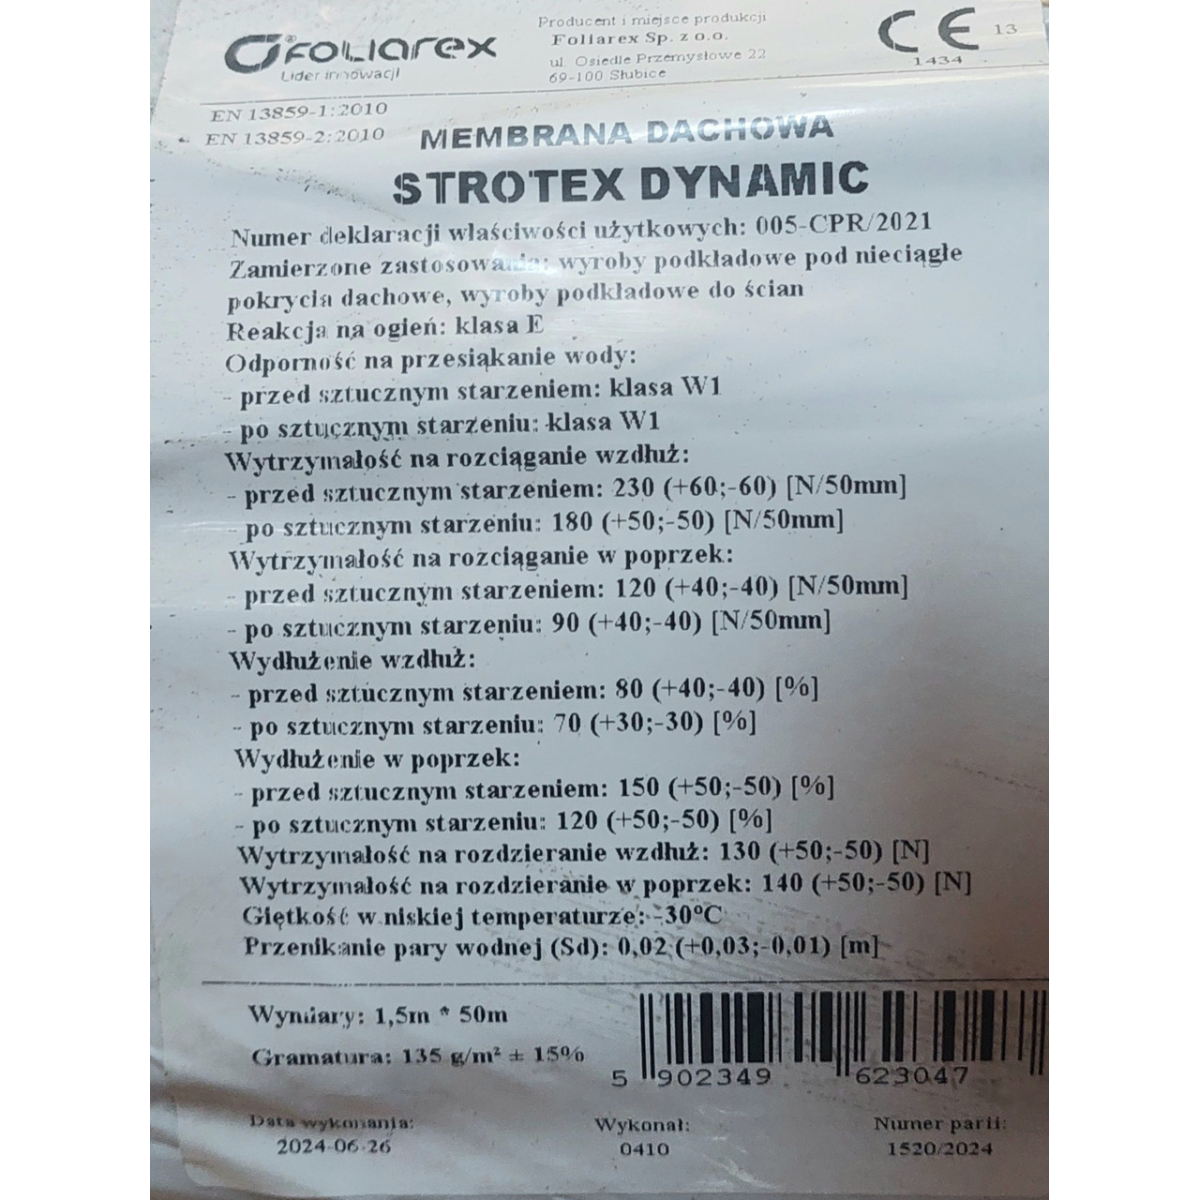 FOLIAREX
Lider innowacji
Producent i miejsce produkcji
Foliarex Sp. z o.o.
ul. Osiedle Przemysłowe 22
69-100 Słubice
CE 13
1434
EN 13859-1:2010
EN 13859-2:2010
MEMBRANA DACHOWA
STROTEX DYNAMIC
Numer deklaracji właściwości użytkowych: 005-CPR/2021
Zamierzone zastosowania: wyroby podkładowe pod nieciągłe
pokrycia dachowe, wyroby podkładowe do ścian
Reakcja na ogień: klasa E
Odporność na przesiąkanie wody:
- przed sztucznym starzeniem: klasa W1
- po sztucznym starzeniu: klasa W1
Wytrzymałość na rozciąganie wzdłuż:
- przed sztucznym starzeniem: 230 (+60;-60) [N/50mm]
- po sztucznym starzeniu: 180 (+50;-50) [N/50mm]
Wytrzymałość na rozciąganie w poprzek:
- przed sztucznym starzeniem: 120 (+40;-40) [N/50mm]
- po sztucznym starzeniu: 90 (+40;-40) [N/50mm]
Wydłużenie wzdłuż:
- przed sztucznym starzeniem: 80 (+40;-40) [%]
- po sztucznym starzeniu: 70 (+30;-30) [%]
Wydłużenie w poprzek:
- przed sztucznym starzeniem: 150 (+50;-50) [%]
- po sztucznym starzeniu: 120 (+50;-50) [%]
Wytrzymałość na rozdzieranie wzdłuż: 130 (+50;-50) [N]
Wytrzymałość na rozdzieranie w poprzek: 140 (+50;-50) [N]
Giętkość w niskiej temperaturze: -30°C
Przenikanie pary wodnej (Sd): 0,02 (+0,03;-0,01) [m]
Wymiary: 1,5m * 50m
Gramatura: 135 g/m² ± 15%
5 902349 623047
Data wykonania:
2024-06-26
Wykonał:
0410
Numer partii:
1520/2024